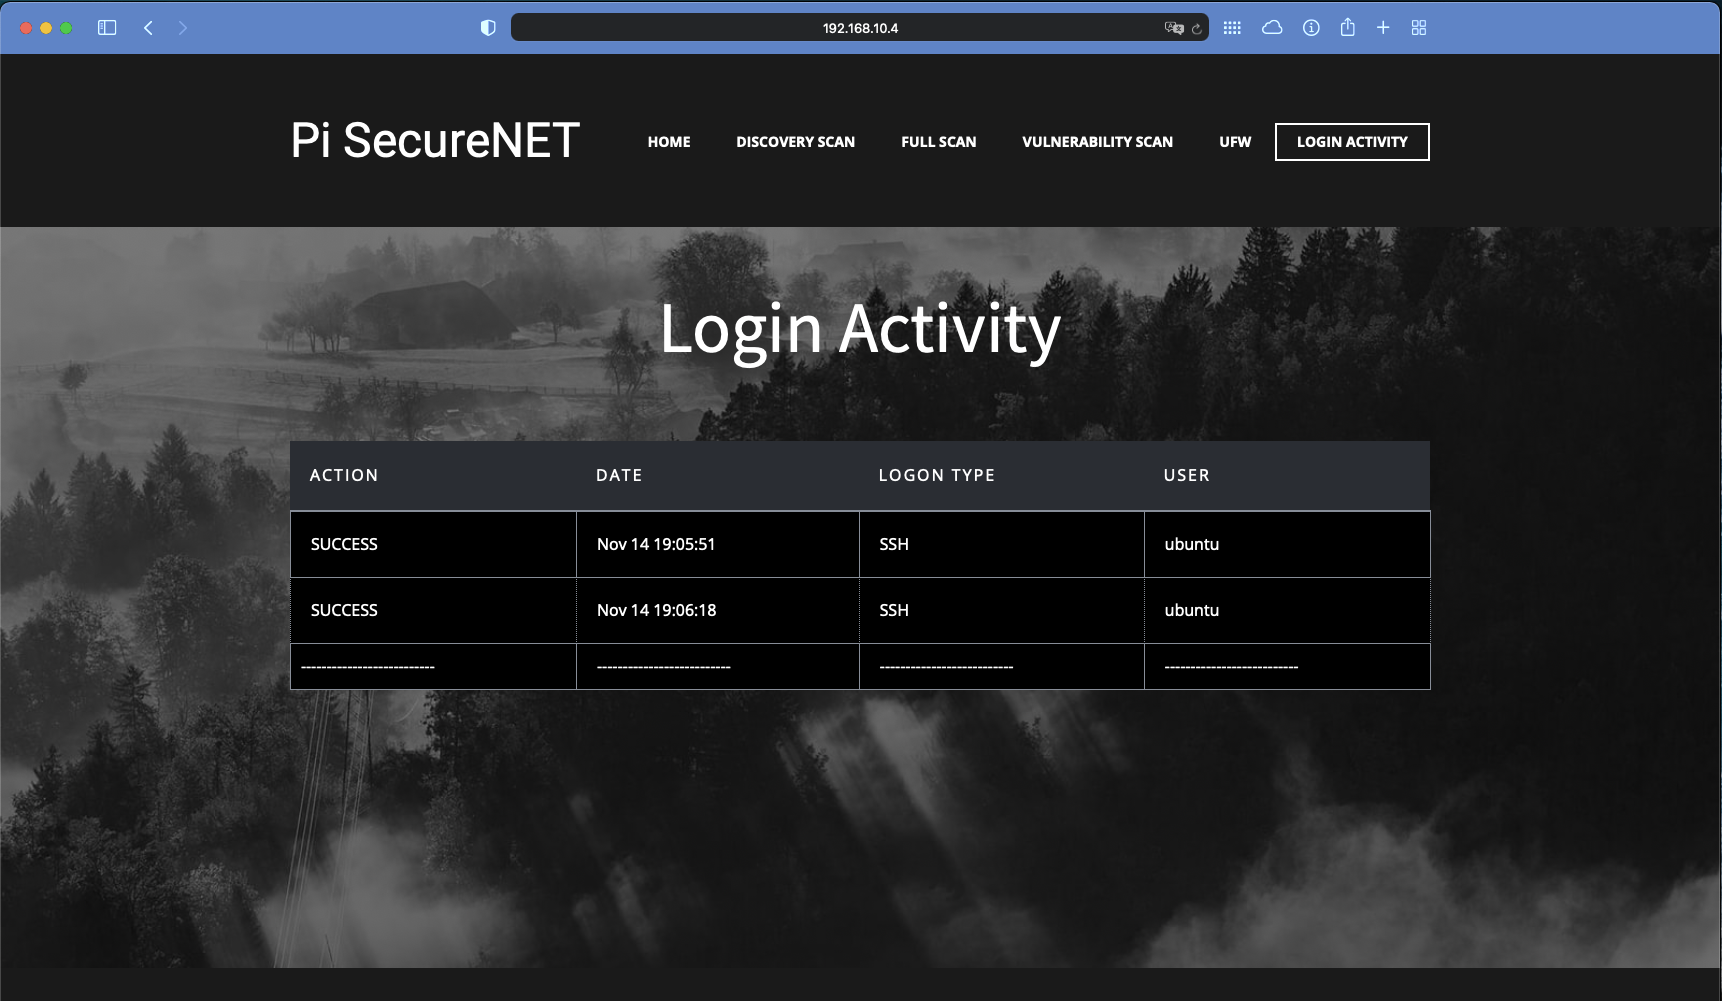 192.168.10.4
Pi SecureNET
HOME DISCOVERY SCAN FULL SCAN VULNERABILITY SCAN UFW LOGIN ACTIVITY
Login Activity
ACTION DATE LOGON TYPE USER
SUCCESS Nov 14 19:05:51 SSH ubuntu
SUCCESS Nov 14 19:06:18 SSH ubuntu
-------------------------- -------------------------- -------------------------- --------------------------